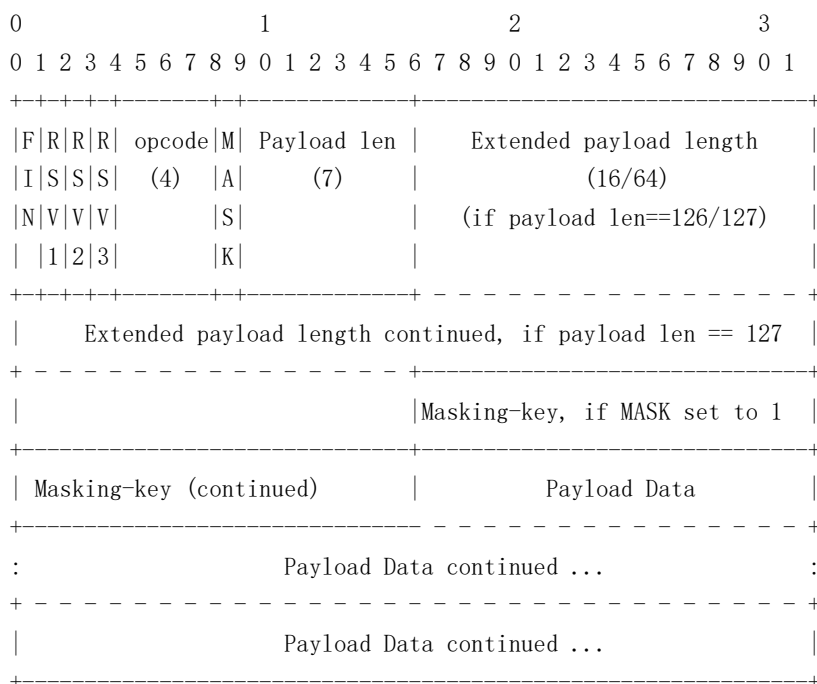 0                   1                   2                   3
0 1 2 3 4 5 6 7 8 9 0 1 2 3 4 5 6 7 8 9 0 1 2 3 4 5 6 7 8 9 0 1
+-+-+-+-+-------+-+-------------+-------------------------------+
|F|R|R|R| opcode|M| Payload len |    Extended payload length    |
|I|S|S|S|  (4)  |A|     (7)     |             (16/64)           |
|N|V|V|V|       |S|             |   (if payload len==126/127)   |
| |1|2|3|       |K|             |                               |
+-+-+-+-+-------+-+-------------+ - - - - - - - - - - - - - - - +
|     Extended payload length continued, if payload len == 127  |
+ - - - - - - - - - - - - - - - +-------------------------------+
|                               |Masking-key, if MASK set to 1  |
+-------------------------------+-------------------------------+
| Masking-key (continued)       |          Payload Data         |
+-------------------------------- - - - - - - - - - - - - - - - +
:                     Payload Data continued ...                :
+ - - - - - - - - - - - - - - - - - - - - - - - - - - - - - - - +
|                     Payload Data continued ...                |
+---------------------------------------------------------------+